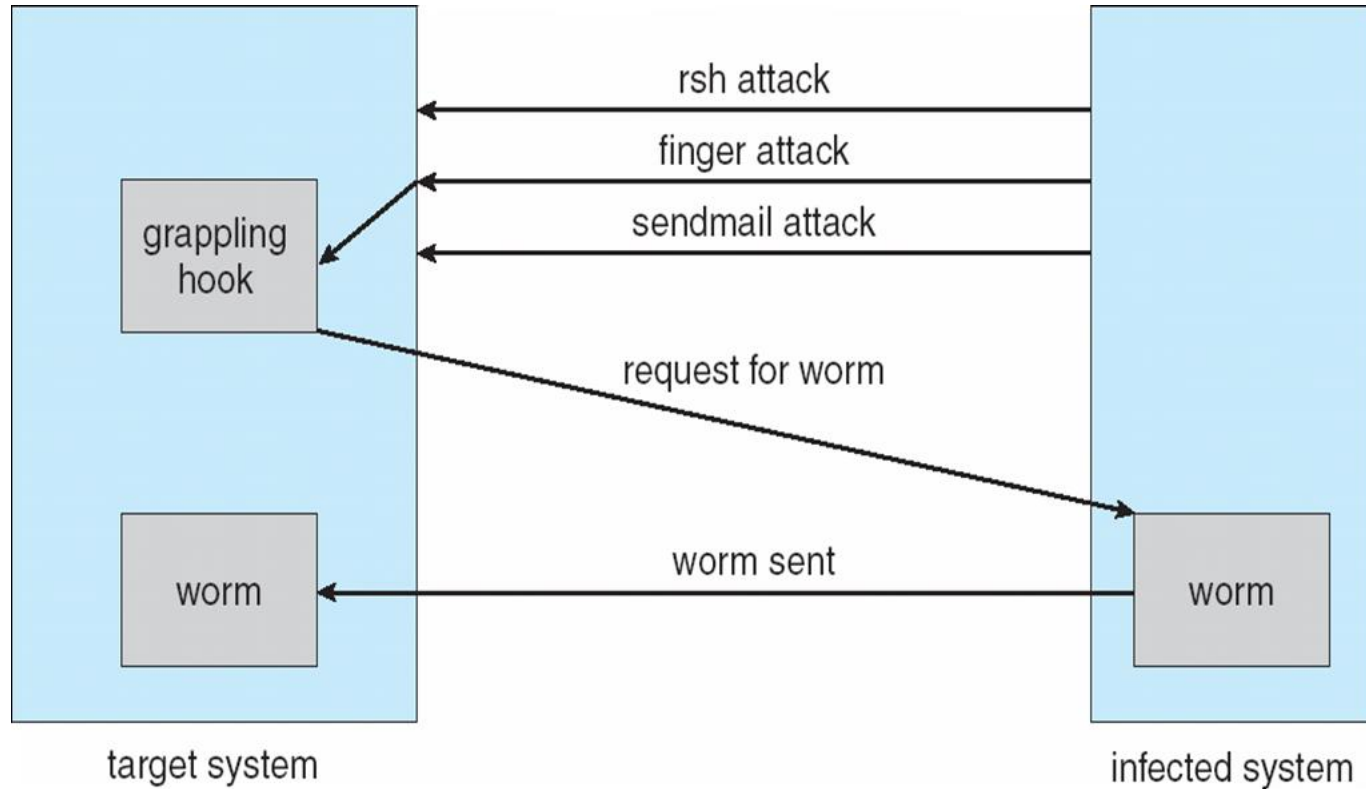 rsh attack
finger attack
sendmail attack
grappling
hook
request for worm
worm sent
worm
worm
target system
infected system